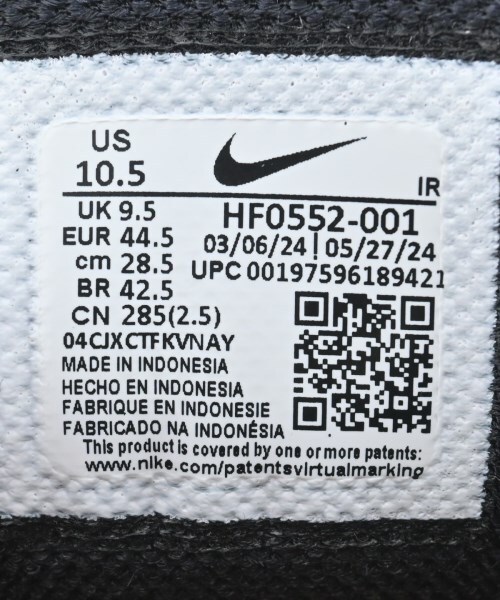 US
10.5
IR
UK 9.5
HF0552-001
EUR 44.5
03/06/24 | 05/27/24
cm 28.5
UPC 00197596189421
BR 42.5
CN 285(2.5)
04CJXCTFKVNAY
MADE IN INDONESIA
HECHO EN INDONESIA
FABRIQUE EN INDONESIE
FABRICADO NA INDONÉSIA
This product is covered by one or more patents:
www.nike.com/patentsvirtualmarking